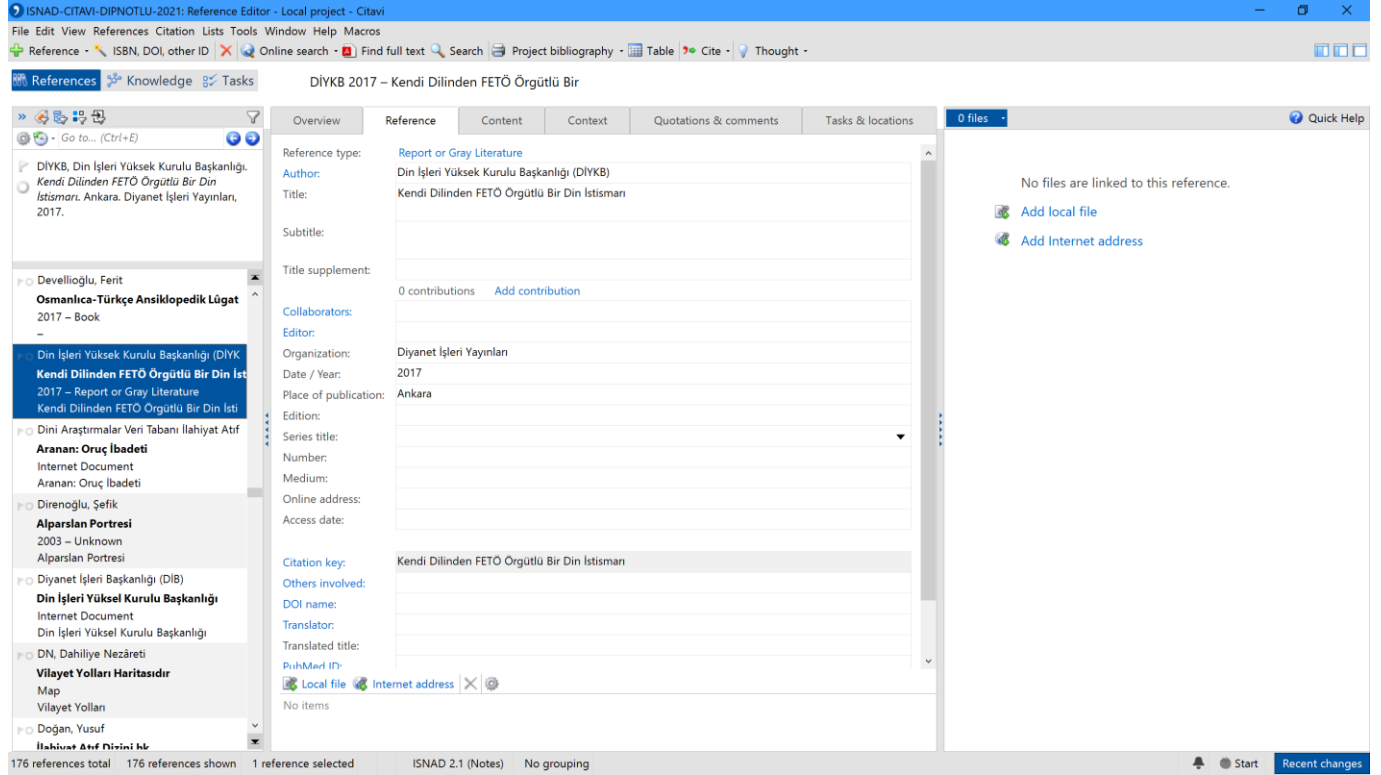 ISNAD-CITAVI-DIPNOTLU-2021: Reference Editor - Local project - Citavi
File Edit View References Citation Lists Tools Window Help Macros
Reference ISBN, DOI, other ID Online search Find full text Search Project bibliography Table Cite Thought
References Knowledge Tasks
DİYKB 2017 – Kendi Dilinden FETÖ Örgütlü Bir
Go to... (Ctrl+E)
DİYKB, Din İşleri Yüksek Kurulu Başkanlığı.
Kendi Dilinden FETÖ Örgütlü Bir Din
İstismarı. Ankara. Diyanet İşleri Yayınları,
2017.
Devellioğlu, Ferit
Osmanlıca-Türkçe Ansiklopedik Lûgat
2017 – Book
–
Din İşleri Yüksek Kurulu Başkanlığı (DİYK
Kendi Dilinden FETÖ Örgütlü Bir Din İst
2017 – Report or Gray Literature
Kendi Dilinden FETÖ Örgütlü Bir Din İsti
Dini Araştırmalar Veri Tabanı İlahiyat Atıf
Aranan: Oruç İbadeti
Internet Document
Aranan: Oruç İbadeti
Direnoğlu, Şefik
Alparslan Portresi
2003 – Unknown
Alparslan Portresi
Diyanet İşleri Başkanlığı (DİB)
Din İşleri Yüksel Kurulu Başkanlığı
Internet Document
Din İşleri Yüksel Kurulu Başkanlığı
DN, Dahiliye Nezâreti
Vilayet Yolları Haritasıdır
Map
Vilayet Yolları
Doğan, Yusuf
İlahiyat Atıf Dizini hk
Overview Reference Content Context Quotations & comments Tasks & locations
Reference type: Report or Gray Literature
Author: Din İşleri Yüksek Kurulu Başkanlığı (DİYKB)
Title: Kendi Dilinden FETÖ Örgütlü Bir Din İstismarı
Subtitle:
Title supplement:
0 contributions Add contribution
Collaborators:
Editor:
Organization: Diyanet İşleri Yayınları
Date / Year: 2017
Place of publication: Ankara
Edition:
Series title:
Number:
Medium:
Online address:
Access date:
Citation key: Kendi Dilinden FETÖ Örgütlü Bir Din İstismarı
Others involved:
DOI name:
Translator:
Translated title:
PubMed ID:
Local file Internet address
No items
0 files Quick Help
No files are linked to this reference.
Add local file
Add Internet address
176 references total 176 references shown 1 reference selected ISNAD 2.1 (Notes) No grouping Start Recent changes